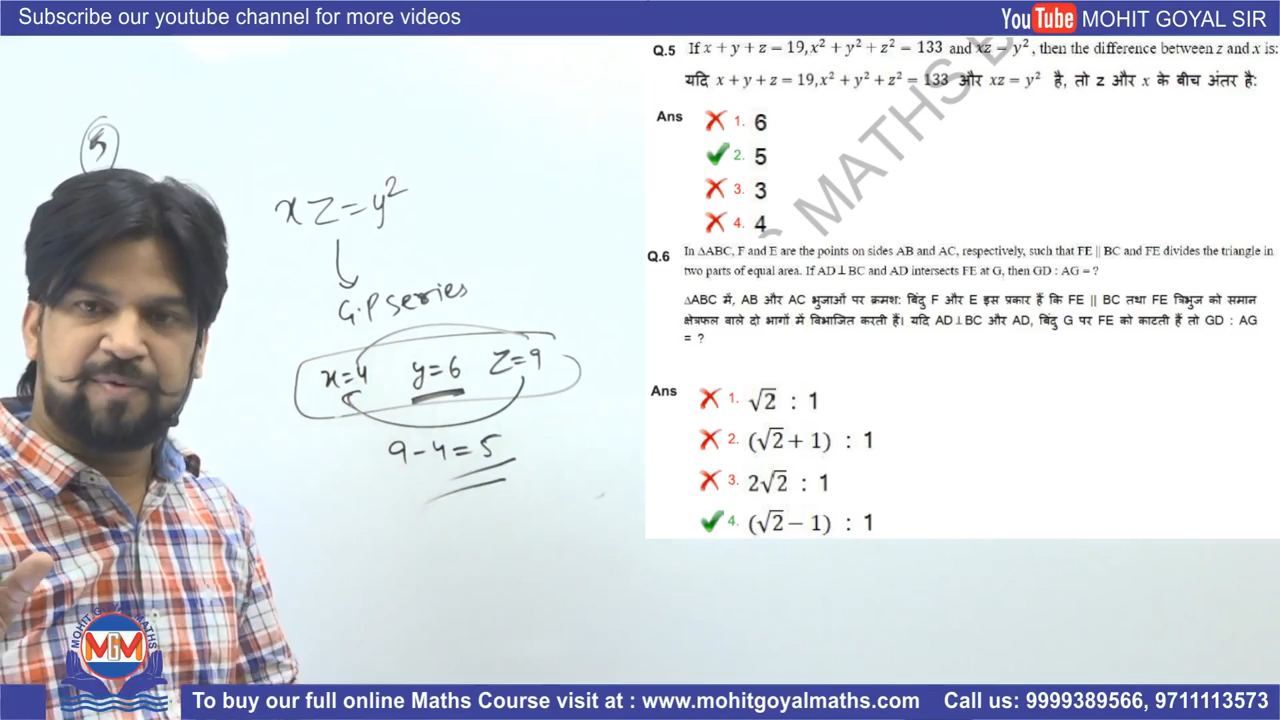 Subscribe our youtube channel for more videos
YouTube MOHIT GOYAL SIR
5
x z = y²
G.P series
x=4 y=6 z=9
9-4=5
Q.5 If x + y + z = 19, x² + y² + z² = 133 and xz = y², then the difference between z and x is:
यदि x + y + z = 19, x² + y² + z² = 133 और xz = y² है, तो z और x के बीच अंतर है:
Ans 1. 6
2. 5
3. 3
4. 4
MATHS
Q.6 In ΔABC, F and E are the points on sides AB and AC, respectively, such that FE || BC and FE divides the triangle in
two parts of equal area. If AD⊥BC and AD intersects FE at G, then GD : AG = ?
ΔABC में, AB और AC भुजाओं पर क्रमश: बिंदु F और E इस प्रकार हैं कि FE || BC तथा FE त्रिभुज को समान
क्षेत्रफल वाले दो भागों में विभाजित करती हैं। यदि AD⊥BC और AD, बिंदु G पर FE को काटती हैं तो GD : AG
= ?
Ans 1. √2 : 1
2. (√2 + 1) : 1
3. 2√2 : 1
4. (√2 − 1) : 1
MOHIT GOYAL MATHS
MGM
To buy our full online Maths Course visit at : www.mohitgoyalmaths.com Call us: 9999389566, 9711113573